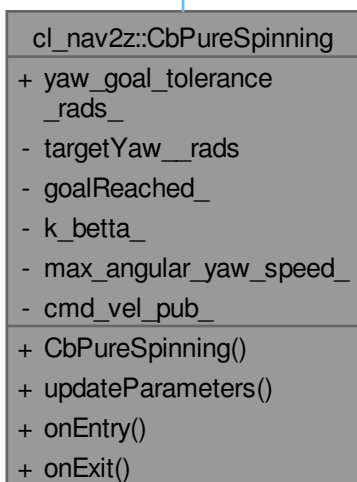 cl_nav2z::CbPureSpinning
+ yaw_goal_tolerance
_rads_
- targetYaw__rads
- goalReached_
- k_betta_
- max_angular_yaw_speed_
- cmd_vel_pub_
+ CbPureSpinning()
+ updateParameters()
+ onEntry()
+ onExit()